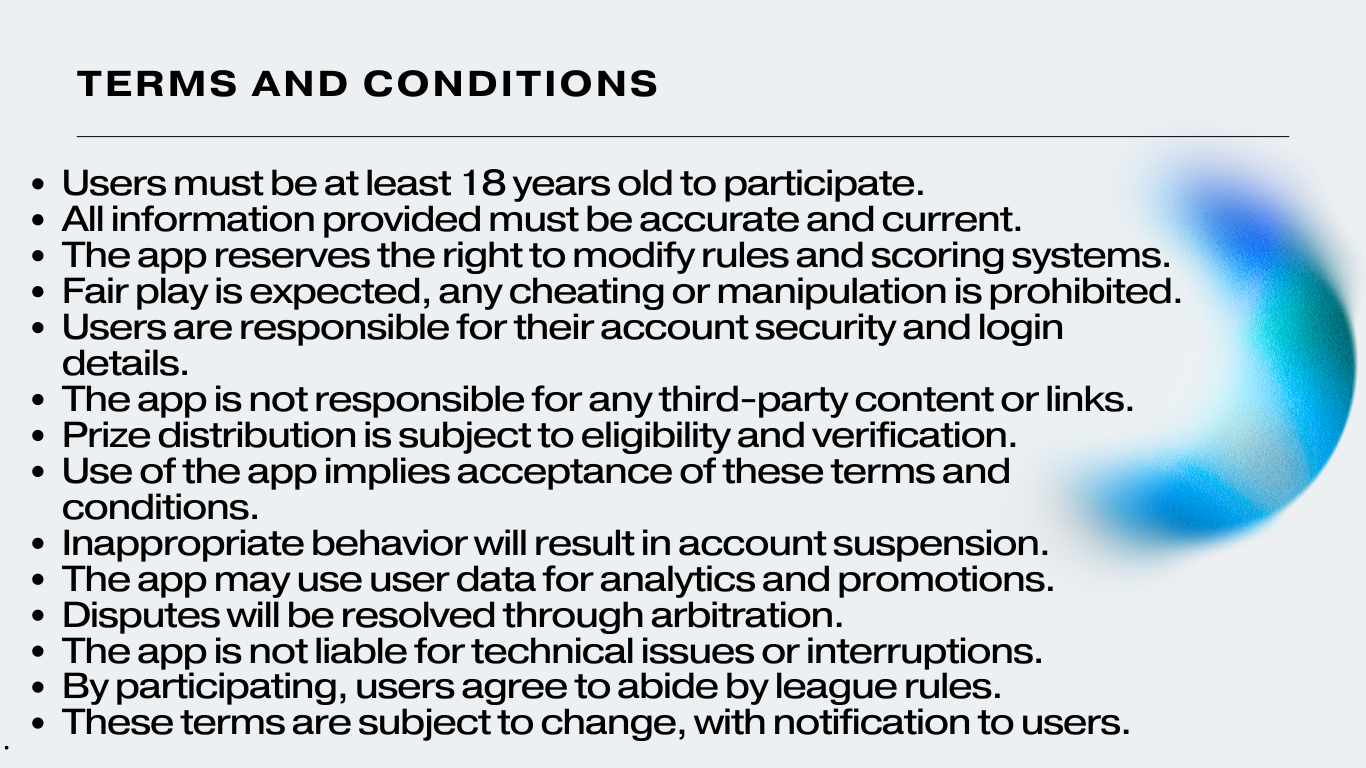 TERMS AND CONDITIONS
• Users must be at least 18 years old to participate.
• All information provided must be accurate and current.
• The app reserves the right to modify rules and scoring systems.
• Fair play is expected, any cheating or manipulation is prohibited.
• Users are responsible for their account security and login
details.
• The app is not responsible for any third-party content or links.
• Prize distribution is subject to eligibility and verification.
• Use of the app implies acceptance of these terms and
conditions.
• Inappropriate behavior will result in account suspension.
• The app may use user data for analytics and promotions.
• Disputes will be resolved through arbitration.
• The app is not liable for technical issues or interruptions.
• By participating, users agree to abide by league rules.
• These terms are subject to change, with notification to users.
.